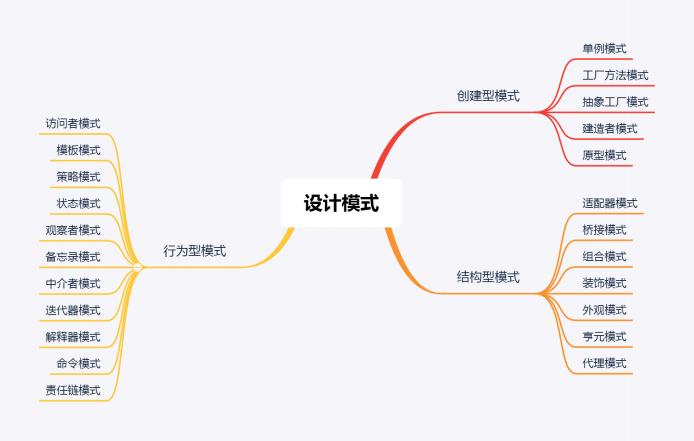 设计模式
创建型模式
单例模式
工厂方法模式
抽象工厂模式
建造者模式
原型模式
结构型模式
适配器模式
桥接模式
组合模式
装饰模式
外观模式
亨元模式
代理模式
行为型模式
访问者模式
模板模式
策略模式
状态模式
观察者模式
备忘录模式
中介者模式
迭代器模式
解释器模式
命令模式
责任链模式